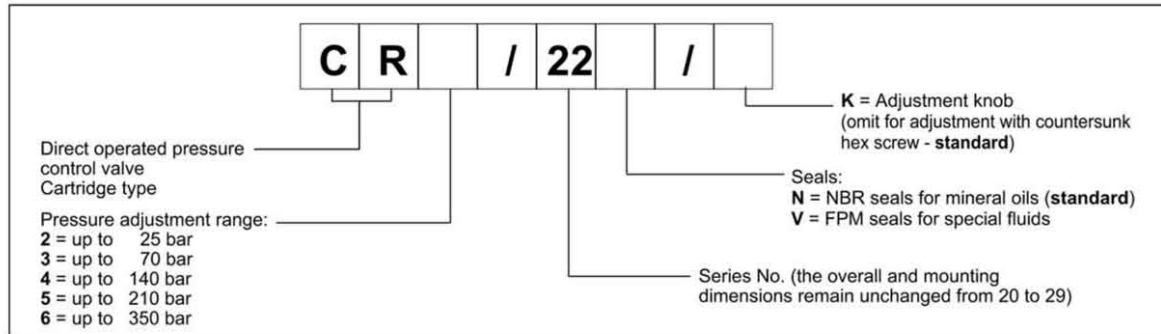 C R / 22 /
K = Adjustment knob
(omit for adjustment with countersunk
hex screw - standard)
Direct operated pressure
control valve
Cartridge type
Seals:
N = NBR seals for mineral oils (standard)
V = FPM seals for special fluids
Pressure adjustment range:
2 = up to 25 bar
3 = up to 70 bar
4 = up to 140 bar
5 = up to 210 bar
6 = up to 350 bar
Series No. (the overall and mounting
dimensions remain unchanged from 20 to 29)